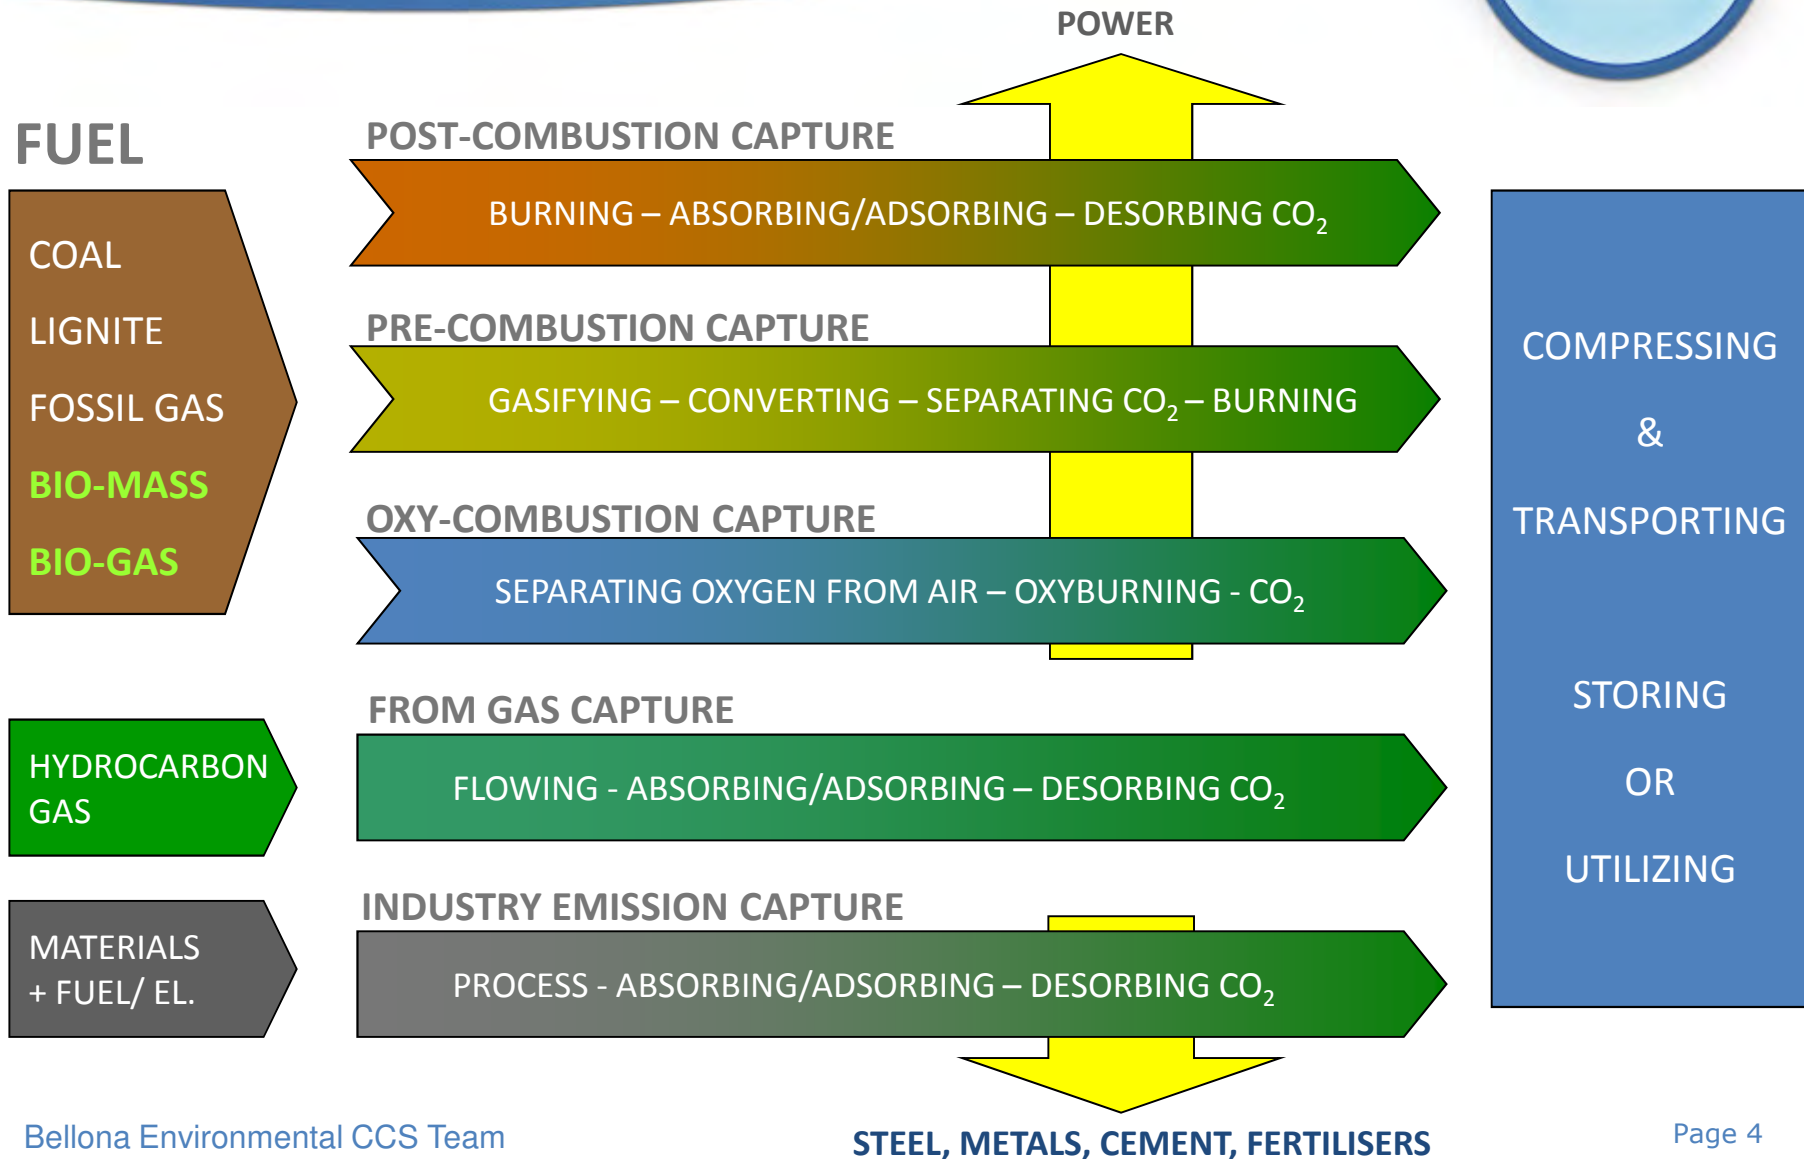 POWER
FUEL
COAL
LIGNITE
FOSSIL GAS
BIO-MASS
BIO-GAS
POST-COMBUSTION CAPTURE
BURNING – ABSORBING/ADSORBING – DESORBING CO₂
PRE-COMBUSTION CAPTURE
GASIFYING – CONVERTING – SEPARATING CO₂ – BURNING
OXY-COMBUSTION CAPTURE
SEPARATING OXYGEN FROM AIR – OXYBURNING - CO₂
HYDROCARBON
GAS
FROM GAS CAPTURE
FLOWING - ABSORBING/ADSORBING – DESORBING CO₂
MATERIALS
+ FUEL/ EL.
INDUSTRY EMISSION CAPTURE
PROCESS - ABSORBING/ADSORBING – DESORBING CO₂
COMPRESSING
&
TRANSPORTING
STORING
OR
UTILIZING
STEEL, METALS, CEMENT, FERTILISERS
Bellona Environmental CCS Team
Page 4